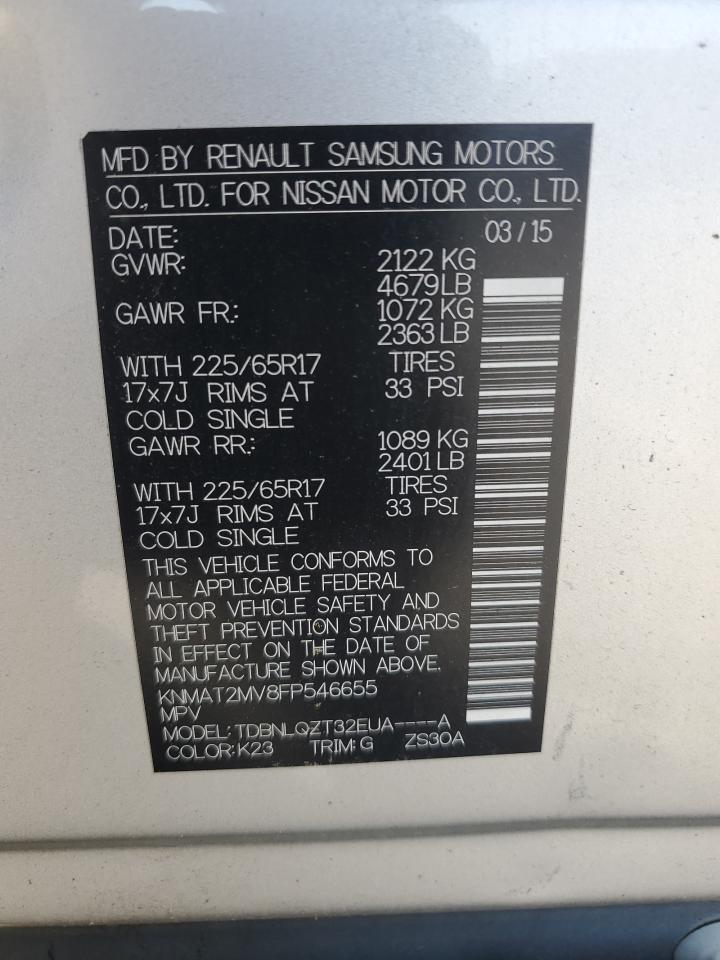 MFD BY RENAULT SAMSUNG MOTORS
CO., LTD. FOR NISSAN MOTOR CO., LTD.
DATE: 03/15
GVWR: 2122 KG
4679LB
GAWR FR.: 1072 KG
2363 LB
WITH 225/65R17 TIRES
17x7J RIMS AT 33 PSI
COLD SINGLE
GAWR RR.: 1089 KG
2401 LB
WITH 225/65R17 TIRES
17x7J RIMS AT 33 PSI
COLD SINGLE
THIS VEHICLE CONFORMS TO
ALL APPLICABLE FEDERAL
MOTOR VEHICLE SAFETY AND
THEFT PREVENTION STANDARDS
IN EFFECT ON THE DATE OF
MANUFACTURE SHOWN ABOVE.
KNMAT2MV8FP546655
MPV
MODEL: TDBNLQZT32EUA----A
COLOR:K23 TRIM:G ZS30A